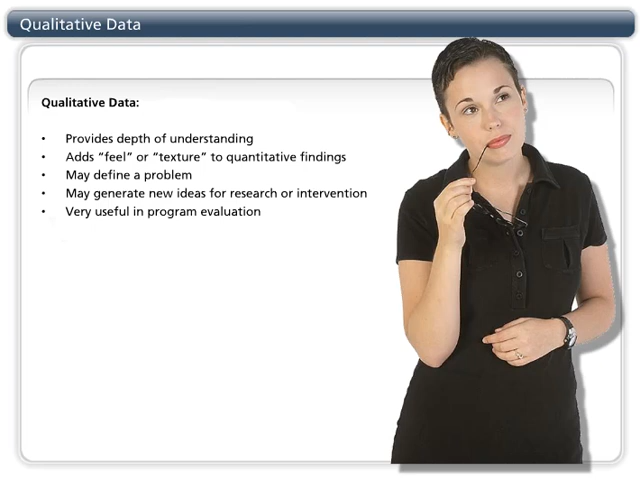 Qualitative Data
Qualitative Data:
• Provides depth of understanding
• Adds “feel” or “texture” to quantitative findings
• May define a problem
• May generate new ideas for research or intervention
• Very useful in program evaluation